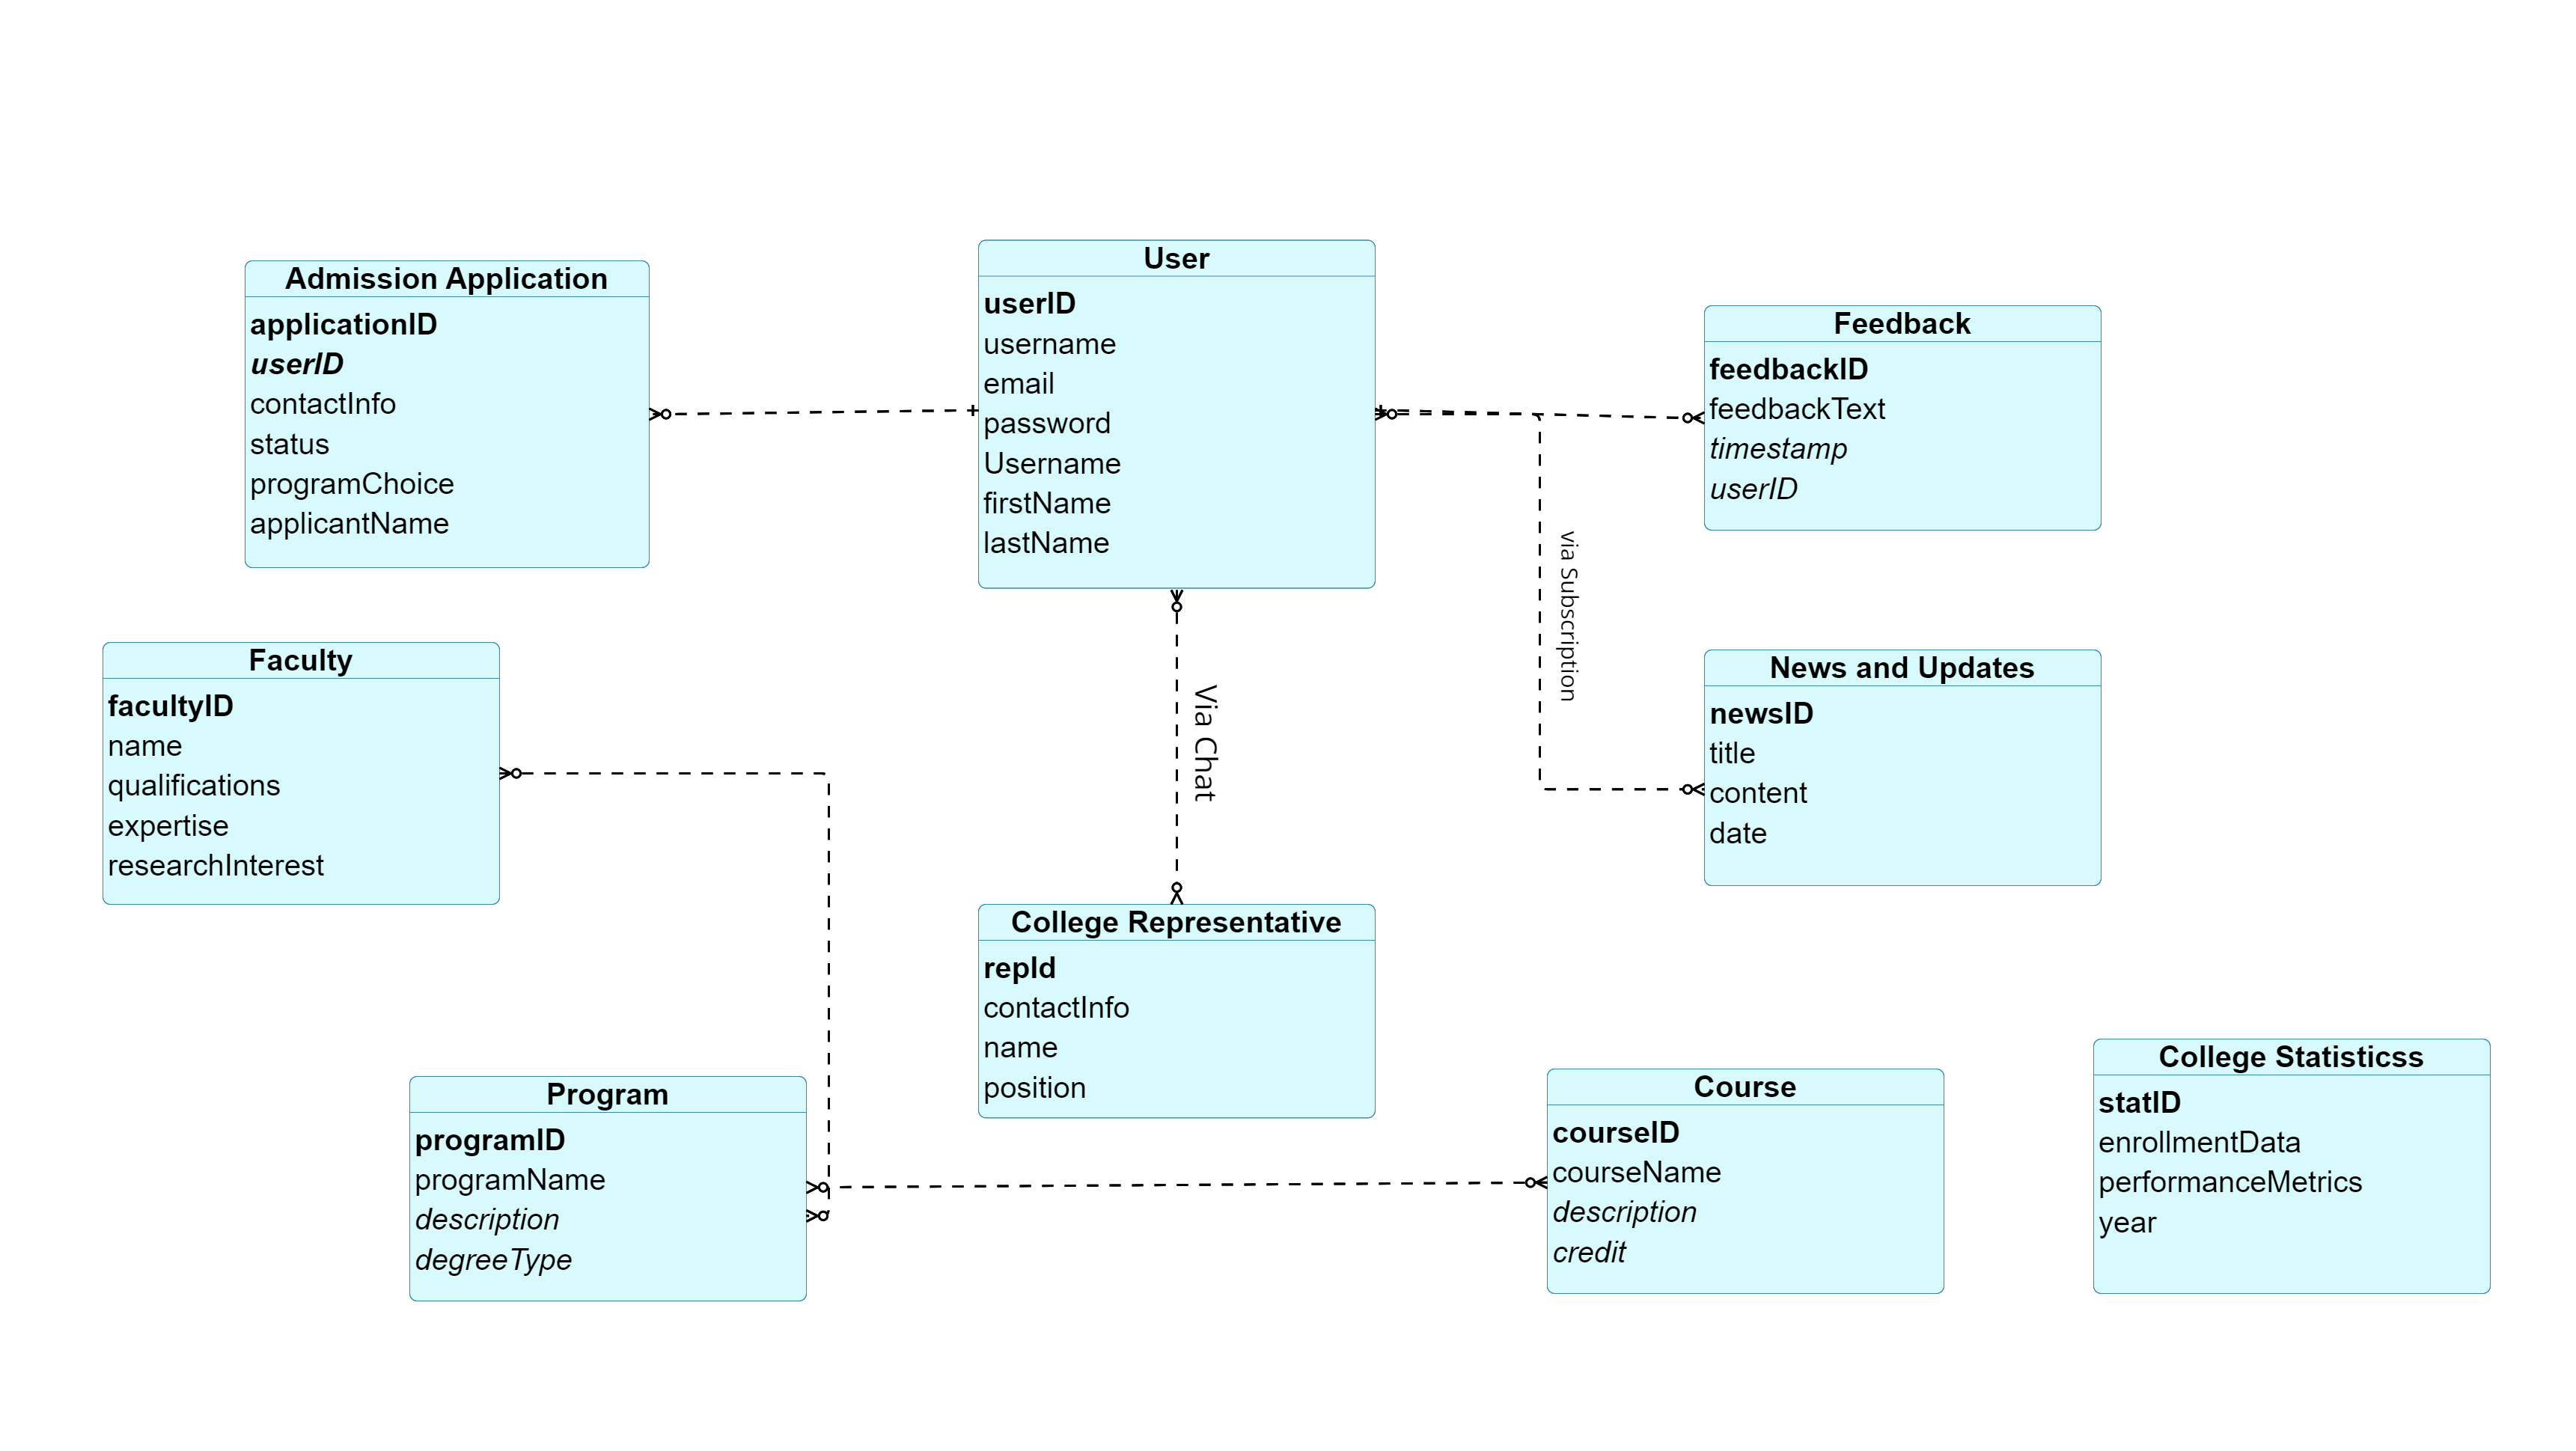 Admission Application
applicationID
userID
contactInfo
status
programChoice
applicantName
User
userID
username
email
password
Username
firstName
lastName
Feedback
feedbackID
feedbackText
timestamp
userID
via Subscription
Faculty
facultyID
name
qualifications
expertise
researchInterest
Via Chat
News and Updates
newsID
title
content
date
College Representative
repId
contactInfo
name
position
Program
programID
programName
description
degreeType
Course
courseID
courseName
description
credit
College Statisticss
statID
enrollmentData
performanceMetrics
year